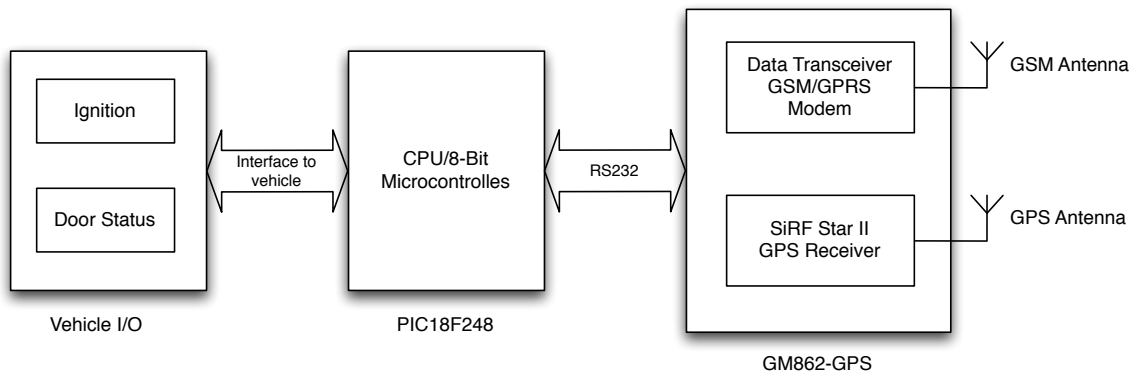 Ignition
Door Status
Vehicle I/O
Interface to
vehicle
CPU/8-Bit
Microcontrolles
PIC18F248
RS232
Data Transceiver
GSM/GPRS
Modem
SiRF Star II
GPS Receiver
GM862-GPS
GSM Antenna
GPS Antenna